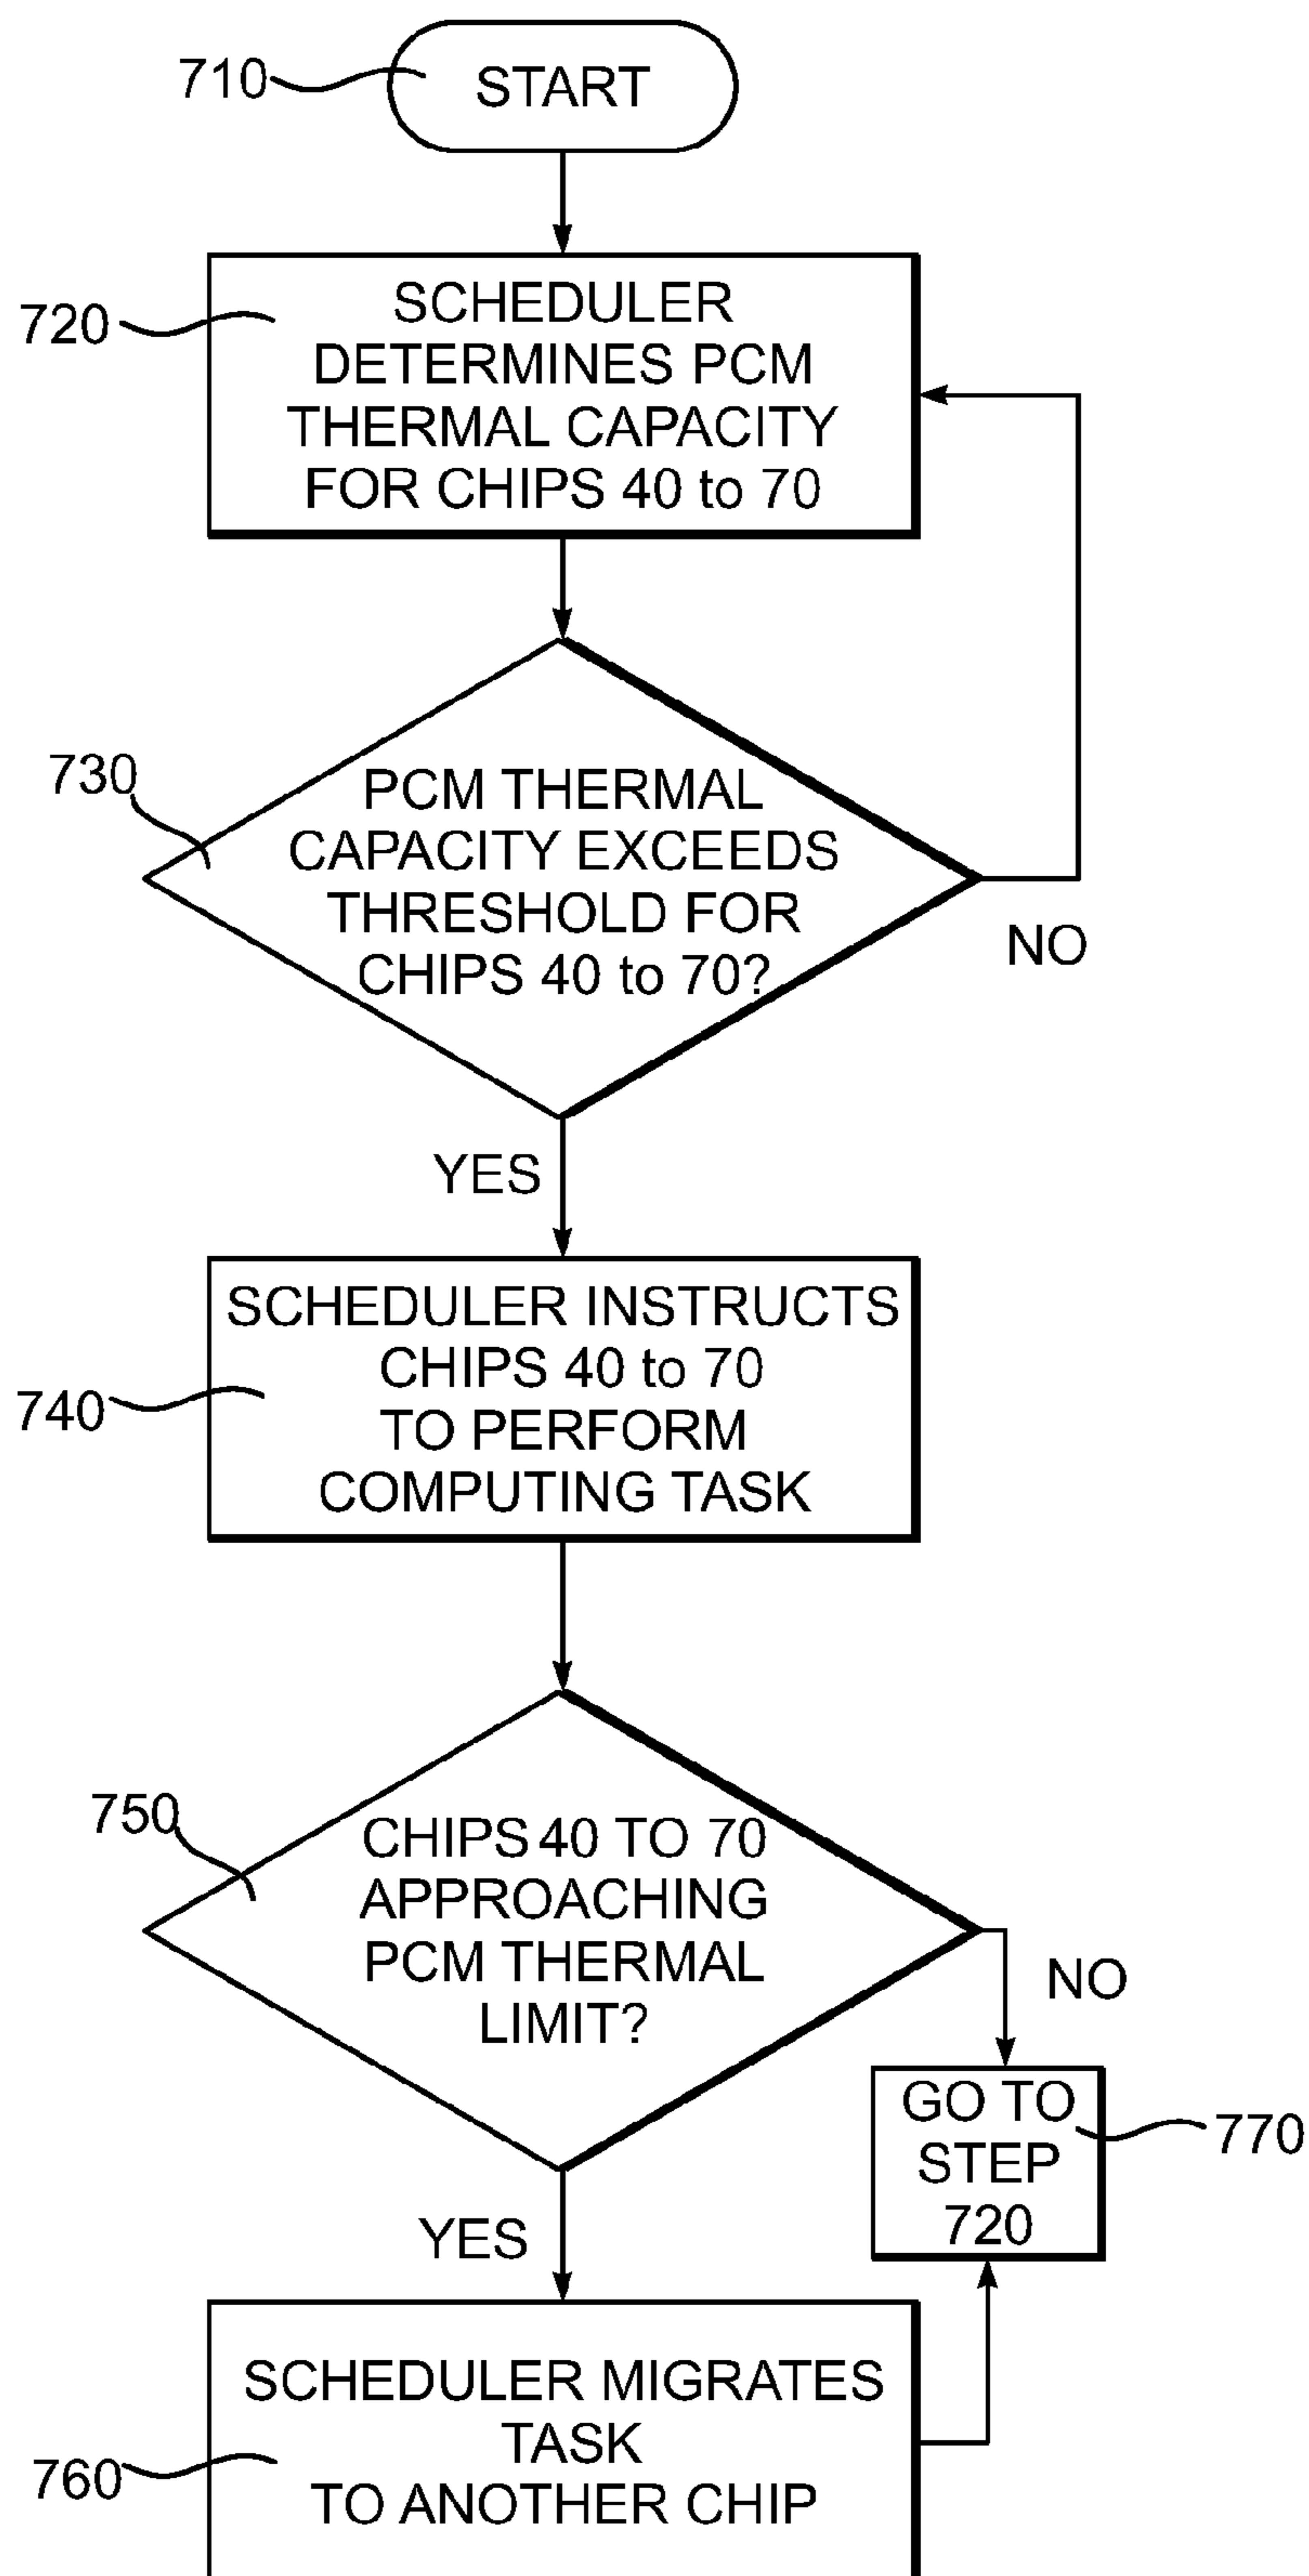 710
START
720
SCHEDULER
DETERMINES PCM
THERMAL CAPACITY
FOR CHIPS 40 to 70
730
PCM THERMAL
CAPACITY EXCEEDS
THRESHOLD FOR
CHIPS 40 to 70?
NO
YES
740
SCHEDULER INSTRUCTS
CHIPS 40 to 70
TO PERFORM
COMPUTING TASK
750
CHIPS 40 TO 70
APPROACHING
PCM THERMAL
LIMIT?
NO
GO TO
STEP
720
770
YES
760
SCHEDULER MIGRATES
TASK
TO ANOTHER CHIP